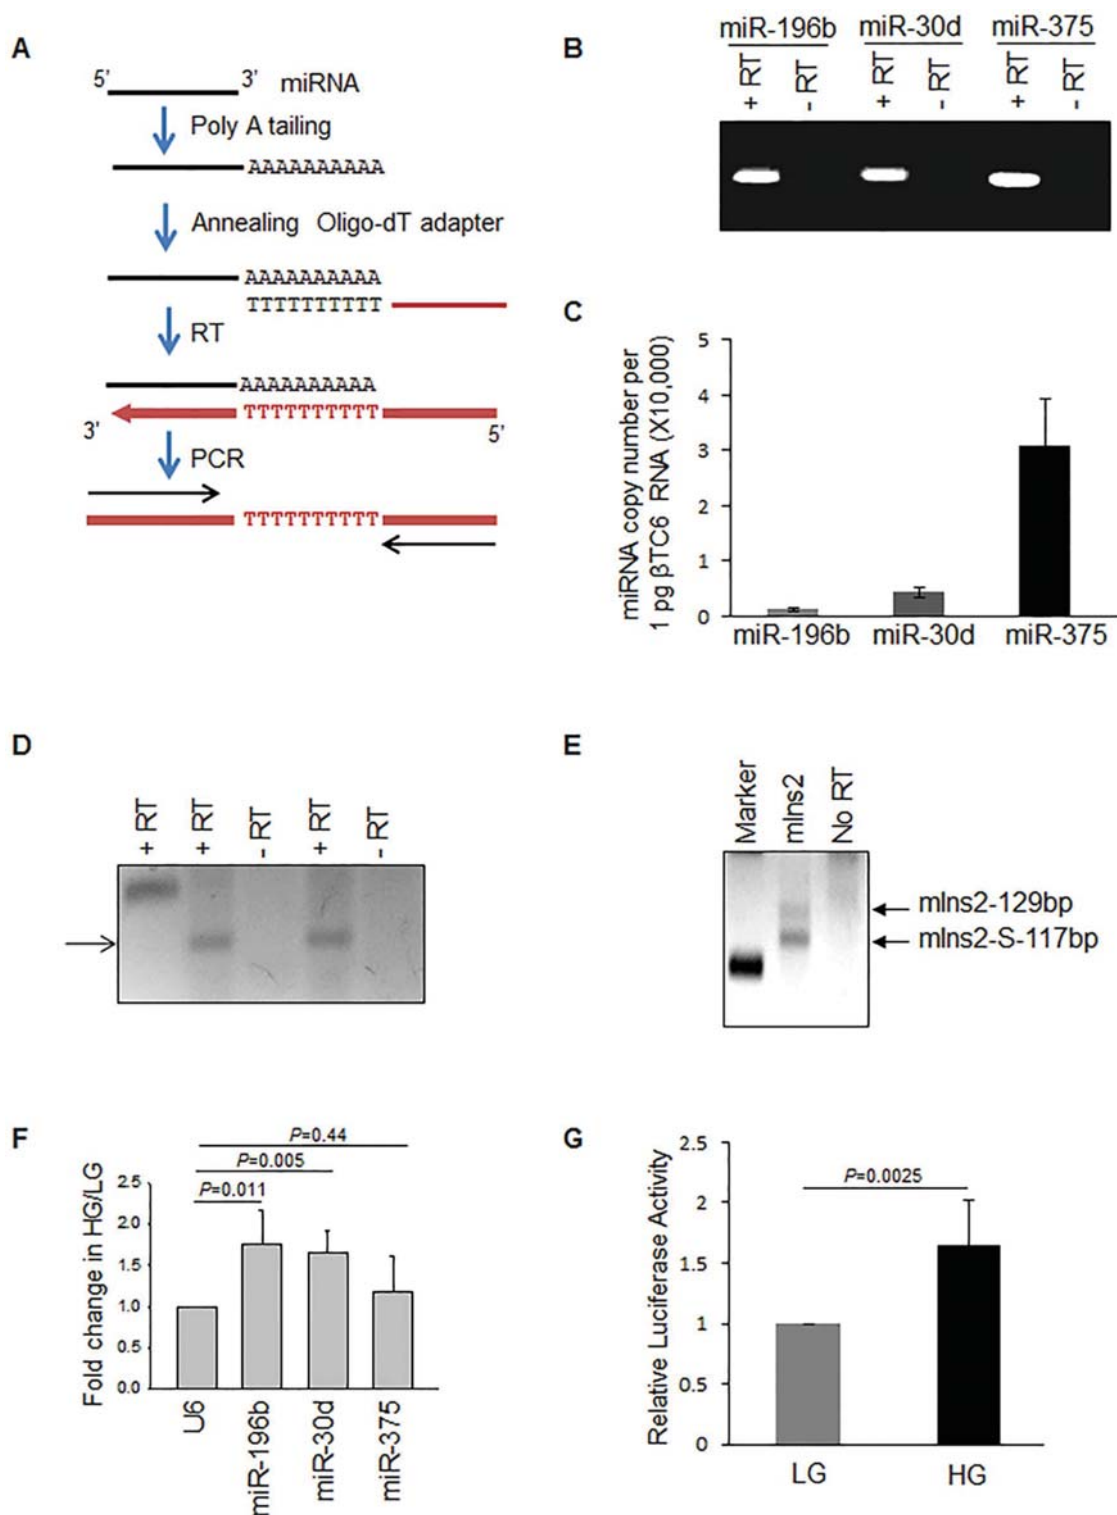 A
5' 3' miRNA
Poly A tailing
AAAAAAAAAA
Annealing Oligo-dT adapter
AAAAAAAAAA
TTTTTTTTTT
RT
AAAAAAAAAA
TTTTTTTTTT
3' 5'
PCR
TTTTTTTTTT
B
miR-196b miR-30d miR-375
+ RT - RT + RT - RT + RT - RT
C
miRNA copy number per
1 pg βTC6 RNA (X10,000)
5
4
3
2
1
0
miR-196b miR-30d miR-375
D
+ RT + RT - RT + RT - RT
E
Marker mIns2 No RT
mIns2-129bp
mIns2-S-117bp
F
P=0.44
P=0.005
P=0.011
Fold change in HG/LG
2.5
2.0
1.5
1.0
0.5
0.0
U6 miR-196b miR-30d miR-375
G
Relative Luciferase Activity
2.5
2
1.5
1
0.5
0
P=0.0025
LG HG